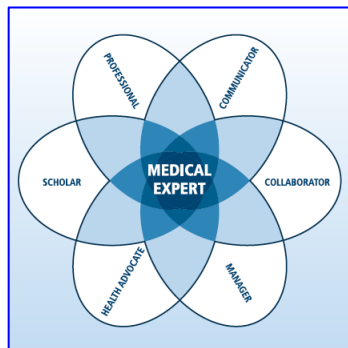 PROFESSIONAL
COMMUNICATOR
SCHOLAR
MEDICAL
EXPERT
COLLABORATOR
HEALTH ADVOCATE
MANAGER